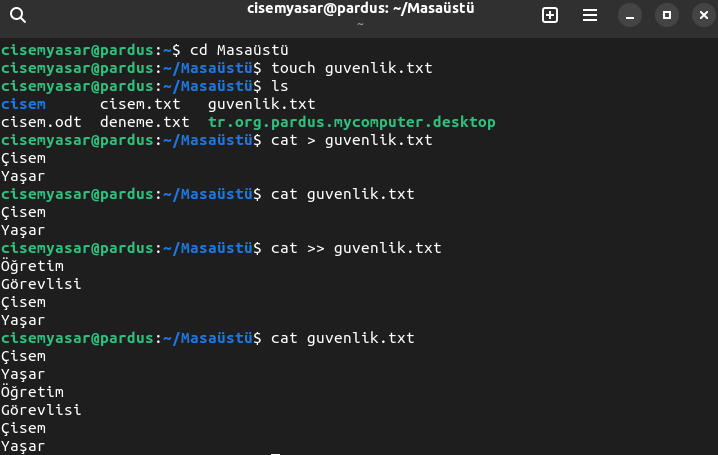 cisemyasar@pardus: ~/Masaüstü
~
cisemyasar@pardus:~$ cd Masaüstü
cisemyasar@pardus:~/Masaüstü$ touch guvenlik.txt
cisemyasar@pardus:~/Masaüstü$ ls
cisem cisem.txt guvenlik.txt
cisem.odt deneme.txt tr.org.pardus.mycomputer.desktop
cisemyasar@pardus:~/Masaüstü$ cat > guvenlik.txt
Çisem
Yaşar
cisemyasar@pardus:~/Masaüstü$ cat guvenlik.txt
Çisem
Yaşar
cisemyasar@pardus:~/Masaüstü$ cat >> guvenlik.txt
Öğretim
Görevlisi
Çisem
Yaşar
cisemyasar@pardus:~/Masaüstü$ cat guvenlik.txt
Çisem
Yaşar
Öğretim
Görevlisi
Çisem
Yaşar